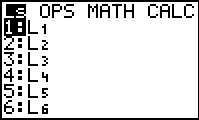 OPS MATH CALC
1:L₁
2:L₂
3:L₃
4:L₄
5:L₅
6:L₆